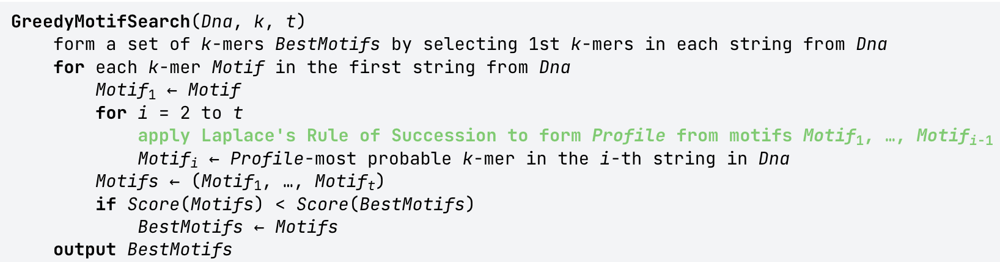 GreedyMotifSearch(Dna, k, t)
form a set of k-mers BestMotifs by selecting 1st k-mers in each string from Dna
for each k-mer Motif in the first string from Dna
Motif₁ ← Motif
for i = 2 to t
apply Laplace's Rule of Succession to form Profile from motifs Motif₁, …, Motifᵢ₋₁
Motifᵢ ← Profile-most probable k-mer in the i-th string in Dna
Motifs ← (Motif₁, …, Motifₜ)
if Score(Motifs) < Score(BestMotifs)
BestMotifs ← Motifs
output BestMotifs